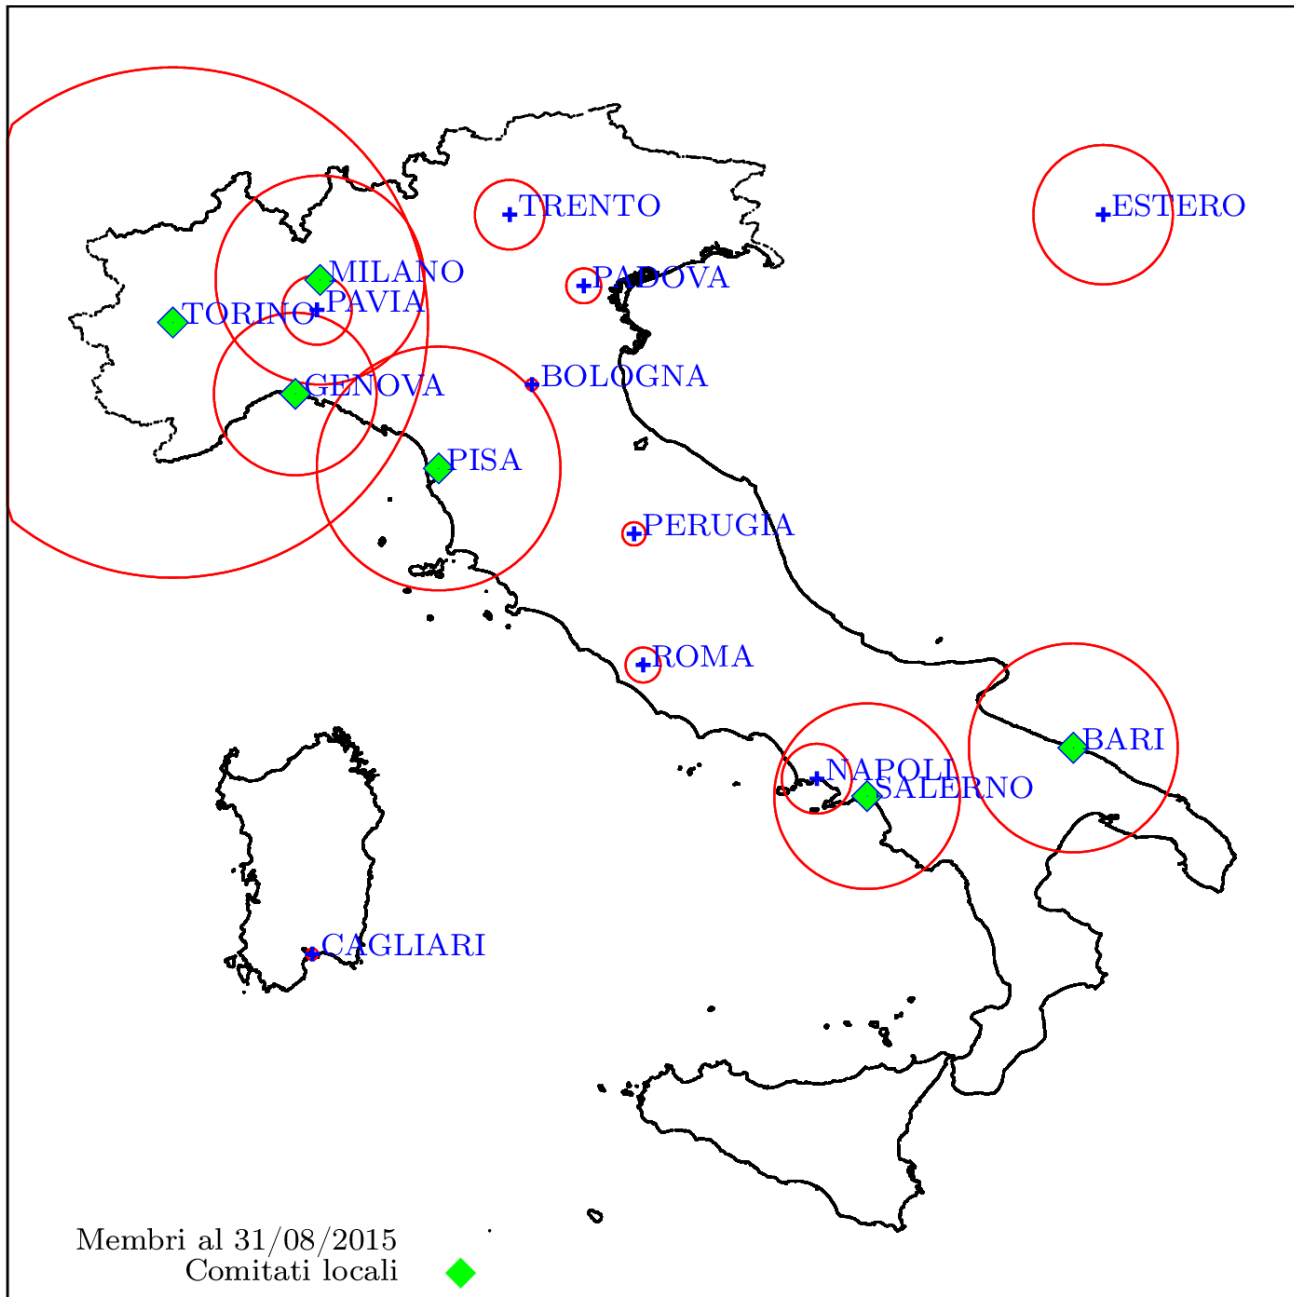 TRENTO
ESTERO
MILANO
PADOVA
PAVIA
TORINO
BOLOGNA
GENOVA
PISA
PERUGIA
ROMA
BARI
NAPOLI
SALERNO
CAGLIARI
Membri al 31/08/2015
Comitati locali